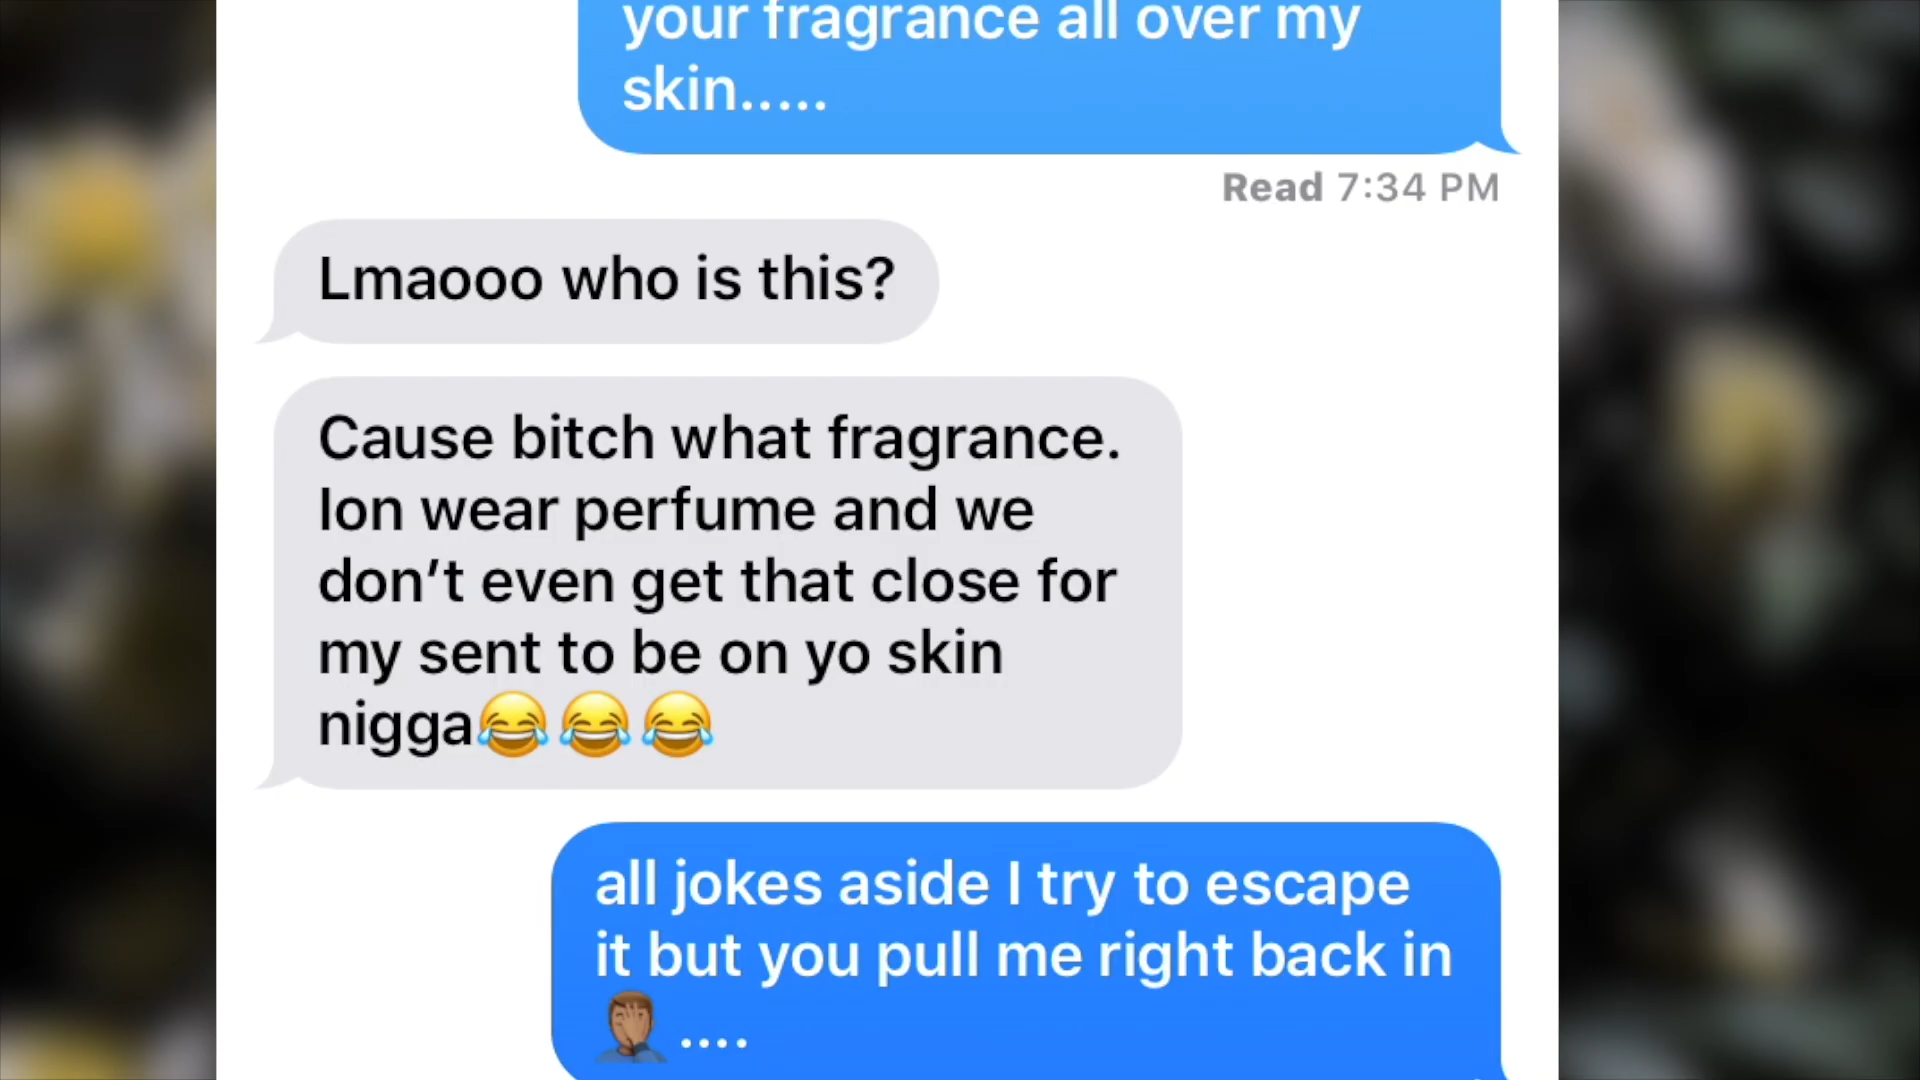 your fragrance all over my
skin.....
Read 7:34 PM
Lmaooo who is this?
Cause bitch what fragrance.
Ion wear perfume and we
don’t even get that close for
my sent to be on yo skin
nigga😂😂😂
all jokes aside I try to escape
it but you pull me right back in
🤦🏽‍♂️....